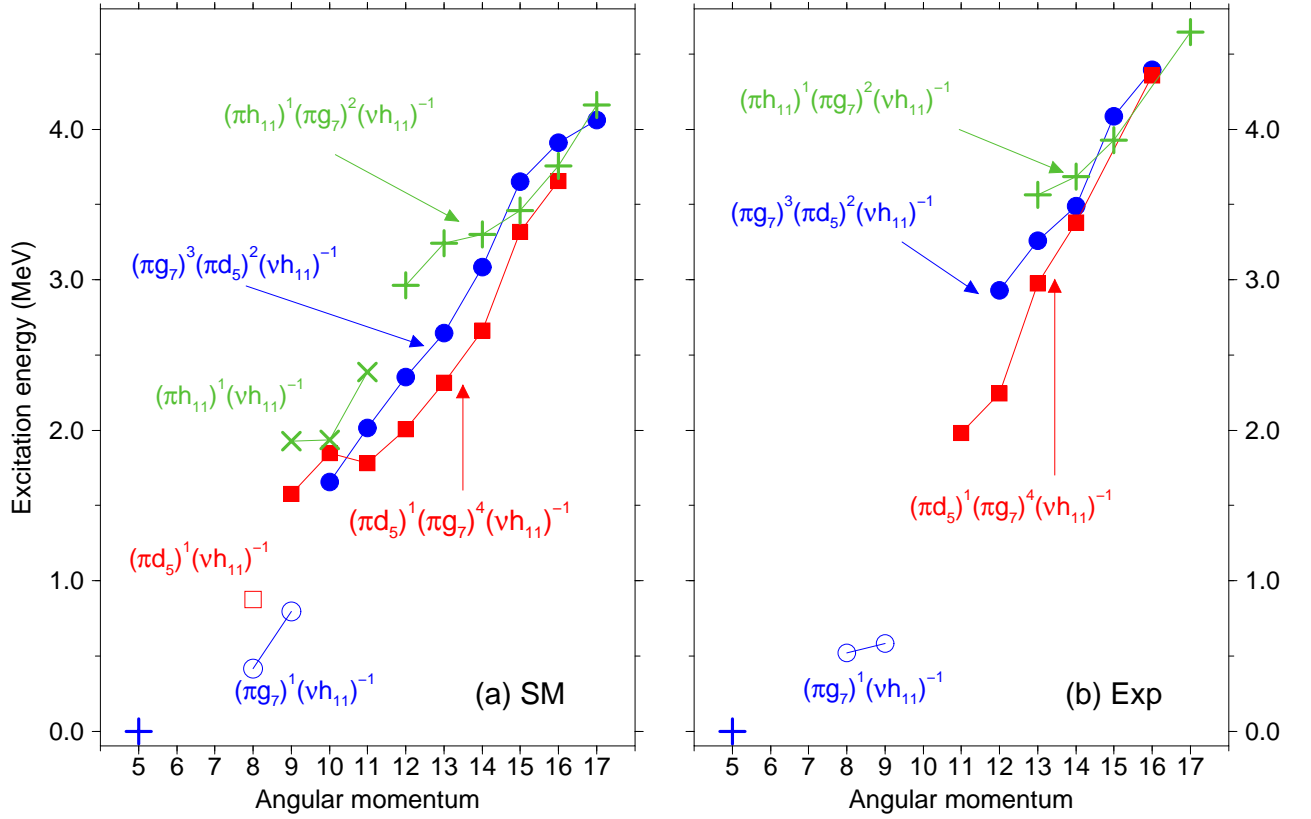 Excitation energy (MeV)
4.0
3.0
2.0
1.0
0.0
(πh₁₁)¹(πg₇)²(νh₁₁)⁻¹
(πg₇)³(πd₅)²(νh₁₁)⁻¹
(πh₁₁)¹(νh₁₁)⁻¹
(πd₅)¹(πg₇)⁴(νh₁₁)⁻¹
(πd₅)¹(νh₁₁)⁻¹
(πg₇)¹(νh₁₁)⁻¹
(a) SM
5 6 7 8 9 10 11 12 13 14 15 16 17
Angular momentum
(πh₁₁)¹(πg₇)²(νh₁₁)⁻¹
(πg₇)³(πd₅)²(νh₁₁)⁻¹
(πd₅)¹(πg₇)⁴(νh₁₁)⁻¹
(πg₇)¹(νh₁₁)⁻¹
(b) Exp
4.0
3.0
2.0
1.0
0.0
5 6 7 8 9 10 11 12 13 14 15 16 17
Angular momentum